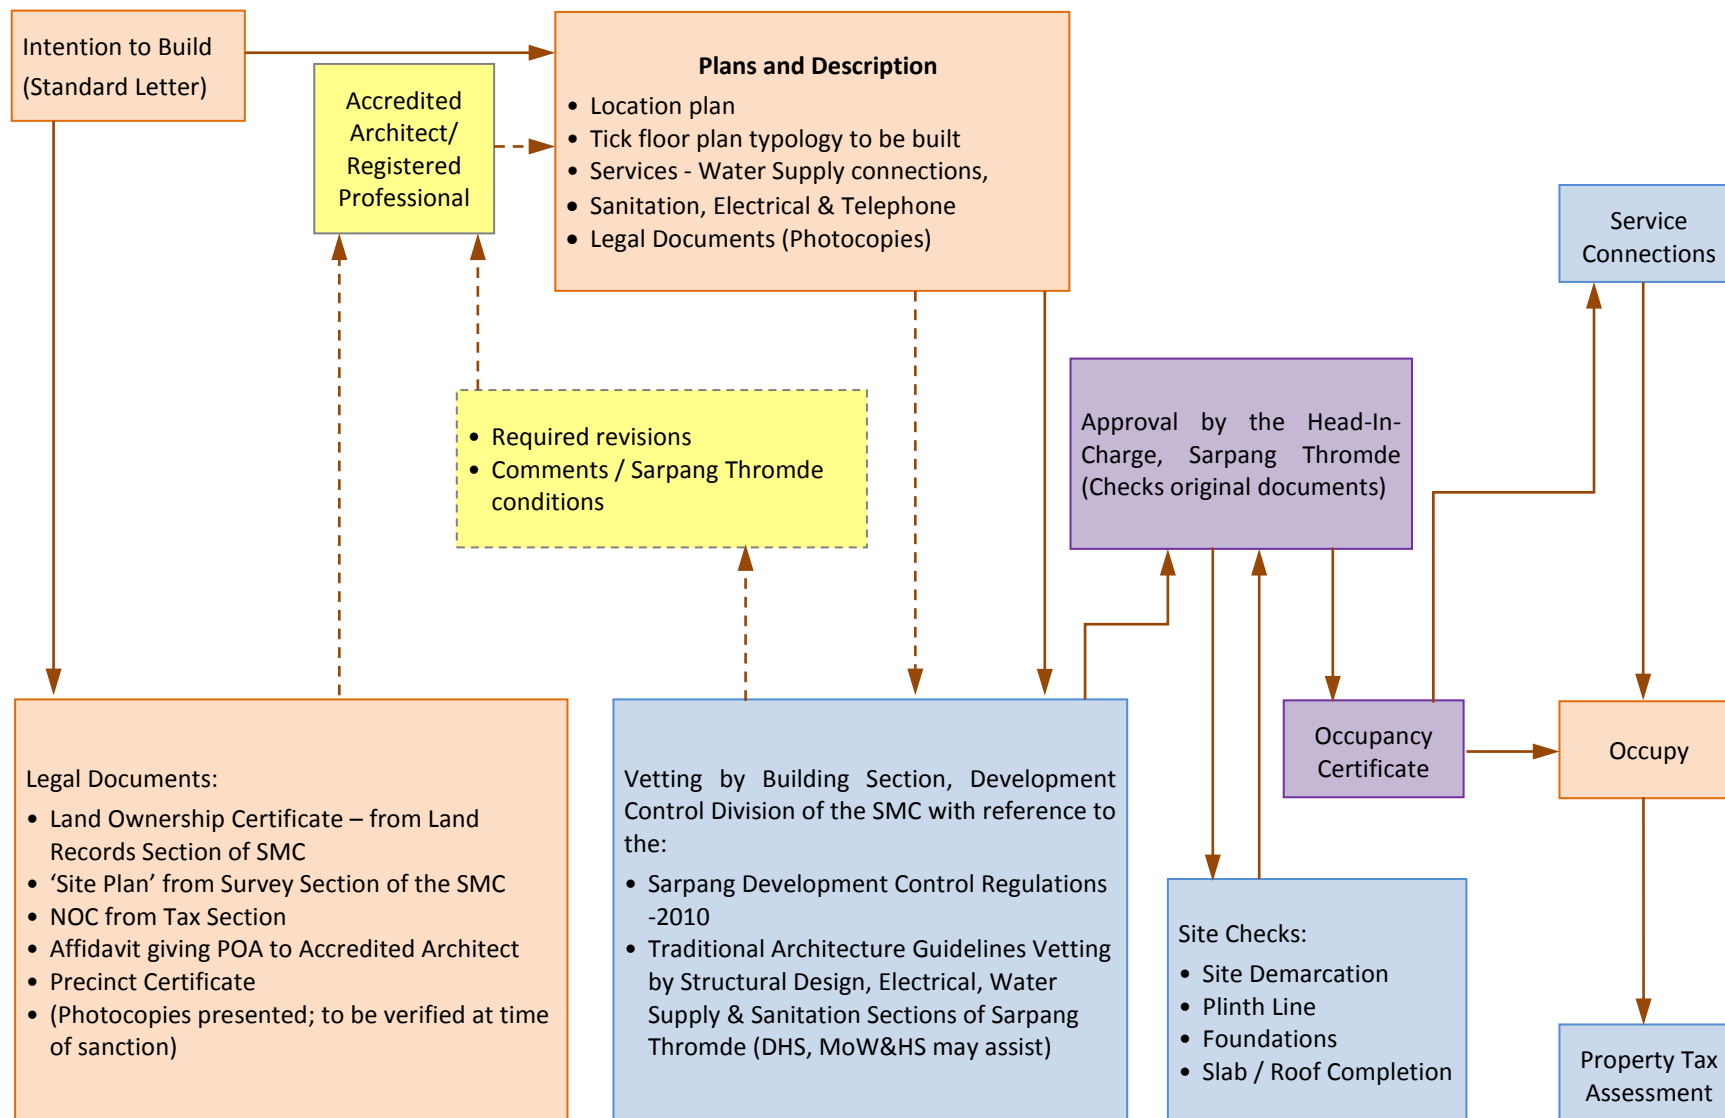 Intention to Build
(Standard Letter)
Accredited
Architect/
Registered
Professional
Plans and Description
• Location plan
• Tick floor plan typology to be built
• Services - Water Supply connections,
• Sanitation, Electrical & Telephone
• Legal Documents (Photocopies)
Service
Connections
• Required revisions
• Comments / Sarpang Thromde
conditions
Approval by the Head-In-
Charge, Sarpang Thromde
(Checks original documents)
Legal Documents:
• Land Ownership Certificate – from Land
Records Section of SMC
• ‘Site Plan’ from Survey Section of the SMC
• NOC from Tax Section
• Affidavit giving POA to Accredited Architect
• Precinct Certificate
• (Photocopies presented; to be verified at time
of sanction)
Vetting by Building Section, Development
Control Division of the SMC with reference to
the:
• Sarpang Development Control Regulations
-2010
• Traditional Architecture Guidelines Vetting
by Structural Design, Electrical, Water
Supply & Sanitation Sections of Sarpang
Thromde (DHS, MoW&HS may assist)
Occupancy
Certificate
Occupy
Site Checks:
• Site Demarcation
• Plinth Line
• Foundations
• Slab / Roof Completion
Property Tax
Assessment